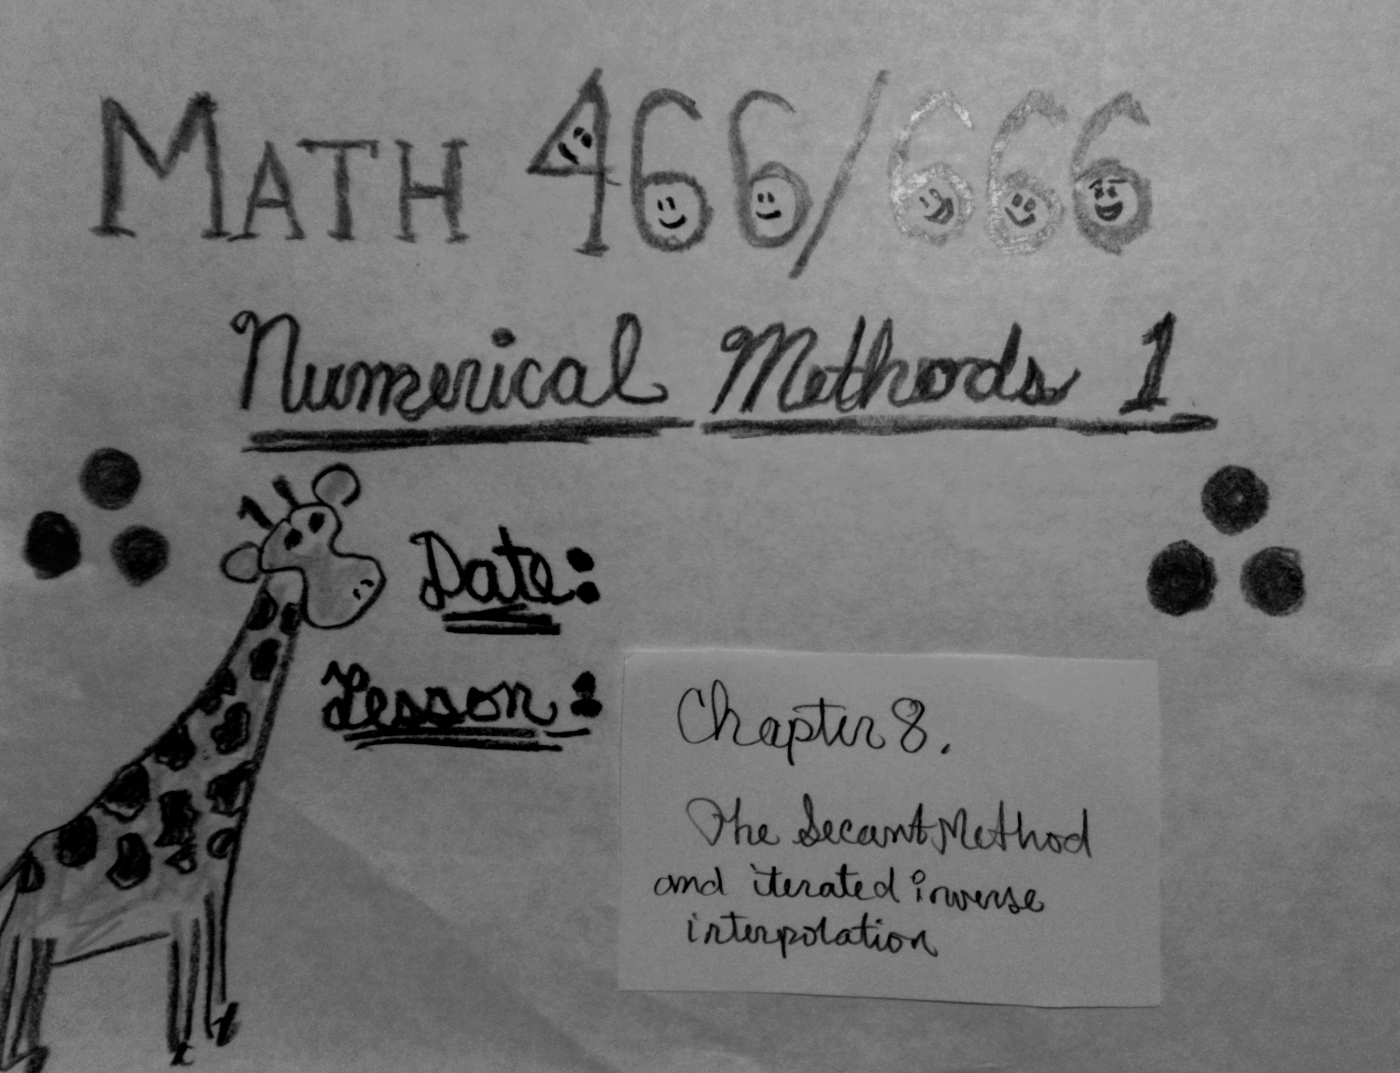 MATH 466/666
Numerical Methods 1
Date:
Lesson:
Chapter 8.
The Secant Method
and iterated inverse
interpolation